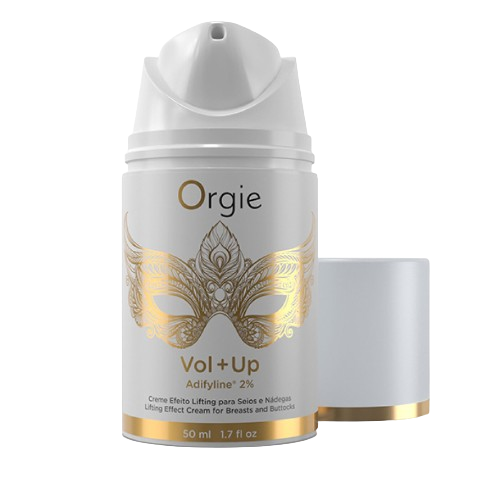 Orgie
Vol+Up
Adifyline® 2%
Creme Efeito Lifting para Seios e Nádegas
Lifting Effect Cream for Breasts and Buttocks
50 ml 1.7 fl oz